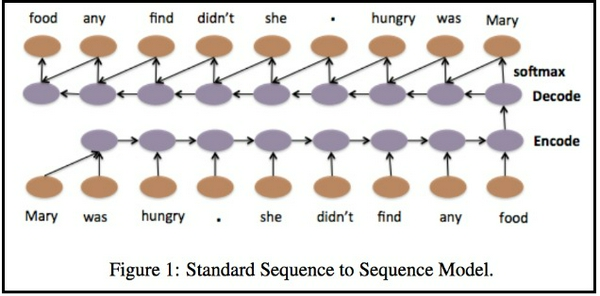 food any find didn't she . hungry was Mary
softmax
Decode
Encode
Mary was hungry . she didn't find any food
Figure 1: Standard Sequence to Sequence Model.